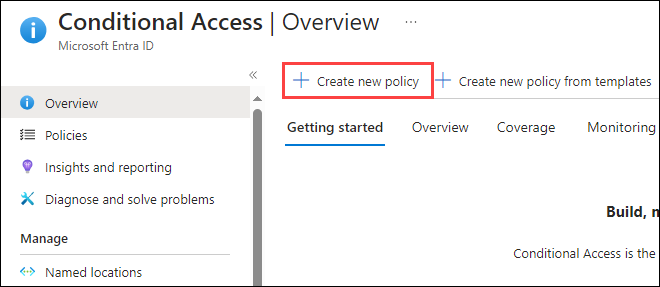 Conditional Access | Overview ...
Microsoft Entra ID
«
Overview
Policies
Insights and reporting
Diagnose and solve problems
Manage
Named locations
+ Create new policy + Create new policy from templates
Getting started Overview Coverage Monitoring
Build, m
Conditional Access is the